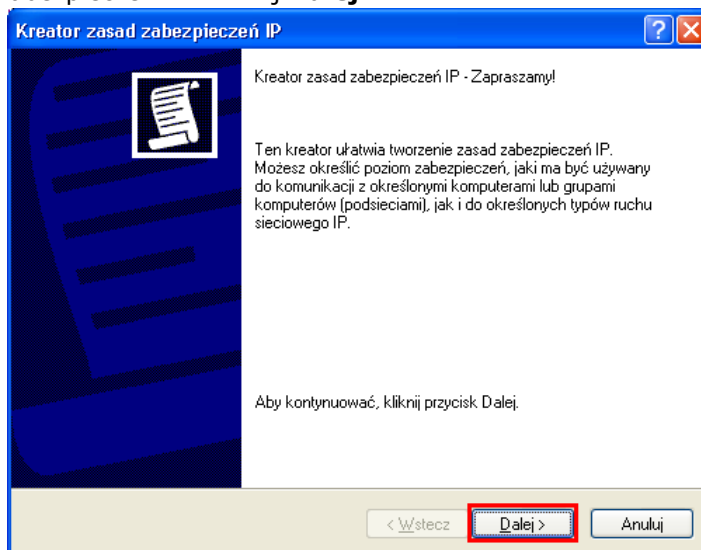 Kreator zasad zabezpieczeń IP
Kreator zasad zabezpieczeń IP - Zapraszamy!
Ten kreator ułatwia tworzenie zasad zabezpieczeń IP.
Możesz określić poziom zabezpieczeń, jaki ma być używany
do komunikacji z określonymi komputerami lub grupami
komputerów (podsieciami), jak i do określonych typów ruchu
sieciowego IP.
Aby kontynuować, kliknij przycisk Dalej.
< Wstecz Dalej > Anuluj